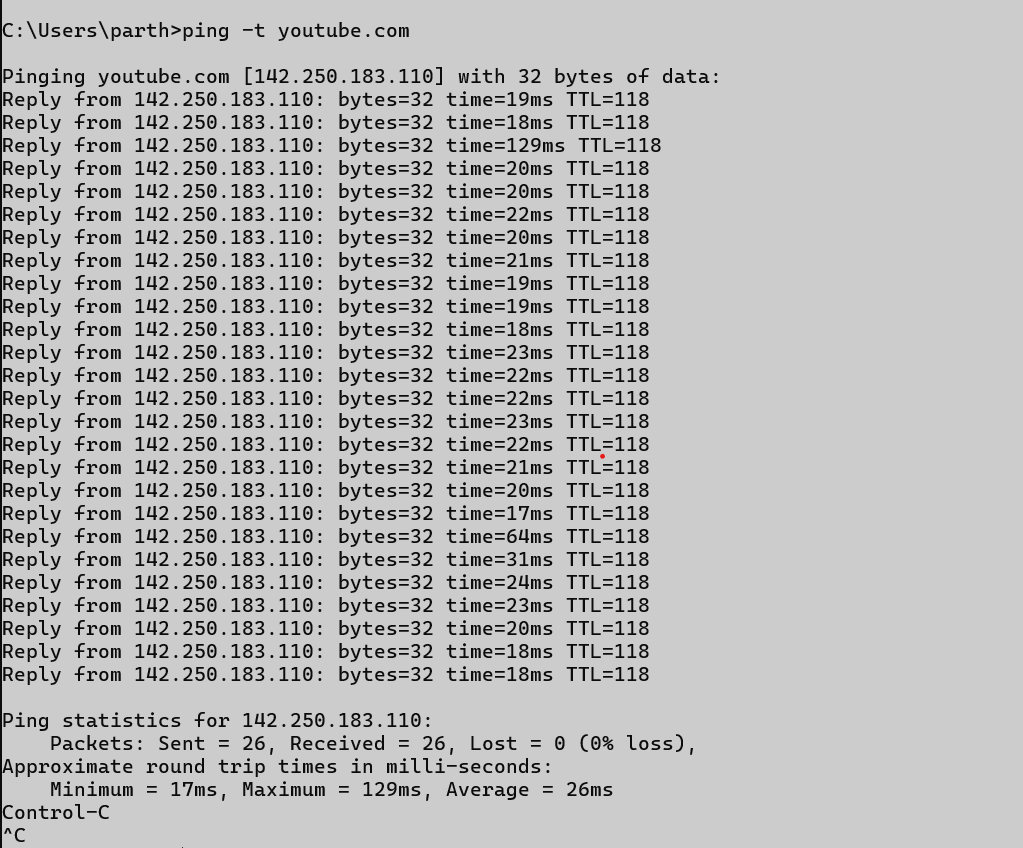 C:\Users\parth>ping -t youtube.com
Pinging youtube.com [142.250.183.110] with 32 bytes of data:
Reply from 142.250.183.110: bytes=32 time=19ms TTL=118
Reply from 142.250.183.110: bytes=32 time=18ms TTL=118
Reply from 142.250.183.110: bytes=32 time=129ms TTL=118
Reply from 142.250.183.110: bytes=32 time=20ms TTL=118
Reply from 142.250.183.110: bytes=32 time=20ms TTL=118
Reply from 142.250.183.110: bytes=32 time=22ms TTL=118
Reply from 142.250.183.110: bytes=32 time=20ms TTL=118
Reply from 142.250.183.110: bytes=32 time=21ms TTL=118
Reply from 142.250.183.110: bytes=32 time=19ms TTL=118
Reply from 142.250.183.110: bytes=32 time=19ms TTL=118
Reply from 142.250.183.110: bytes=32 time=18ms TTL=118
Reply from 142.250.183.110: bytes=32 time=23ms TTL=118
Reply from 142.250.183.110: bytes=32 time=22ms TTL=118
Reply from 142.250.183.110: bytes=32 time=22ms TTL=118
Reply from 142.250.183.110: bytes=32 time=23ms TTL=118
Reply from 142.250.183.110: bytes=32 time=22ms TTL=118
Reply from 142.250.183.110: bytes=32 time=21ms TTL=118
Reply from 142.250.183.110: bytes=32 time=20ms TTL=118
Reply from 142.250.183.110: bytes=32 time=17ms TTL=118
Reply from 142.250.183.110: bytes=32 time=64ms TTL=118
Reply from 142.250.183.110: bytes=32 time=31ms TTL=118
Reply from 142.250.183.110: bytes=32 time=24ms TTL=118
Reply from 142.250.183.110: bytes=32 time=23ms TTL=118
Reply from 142.250.183.110: bytes=32 time=20ms TTL=118
Reply from 142.250.183.110: bytes=32 time=18ms TTL=118
Reply from 142.250.183.110: bytes=32 time=18ms TTL=118
Ping statistics for 142.250.183.110:
Packets: Sent = 26, Received = 26, Lost = 0 (0% loss),
Approximate round trip times in milli-seconds:
Minimum = 17ms, Maximum = 129ms, Average = 26ms
Control-C
^C